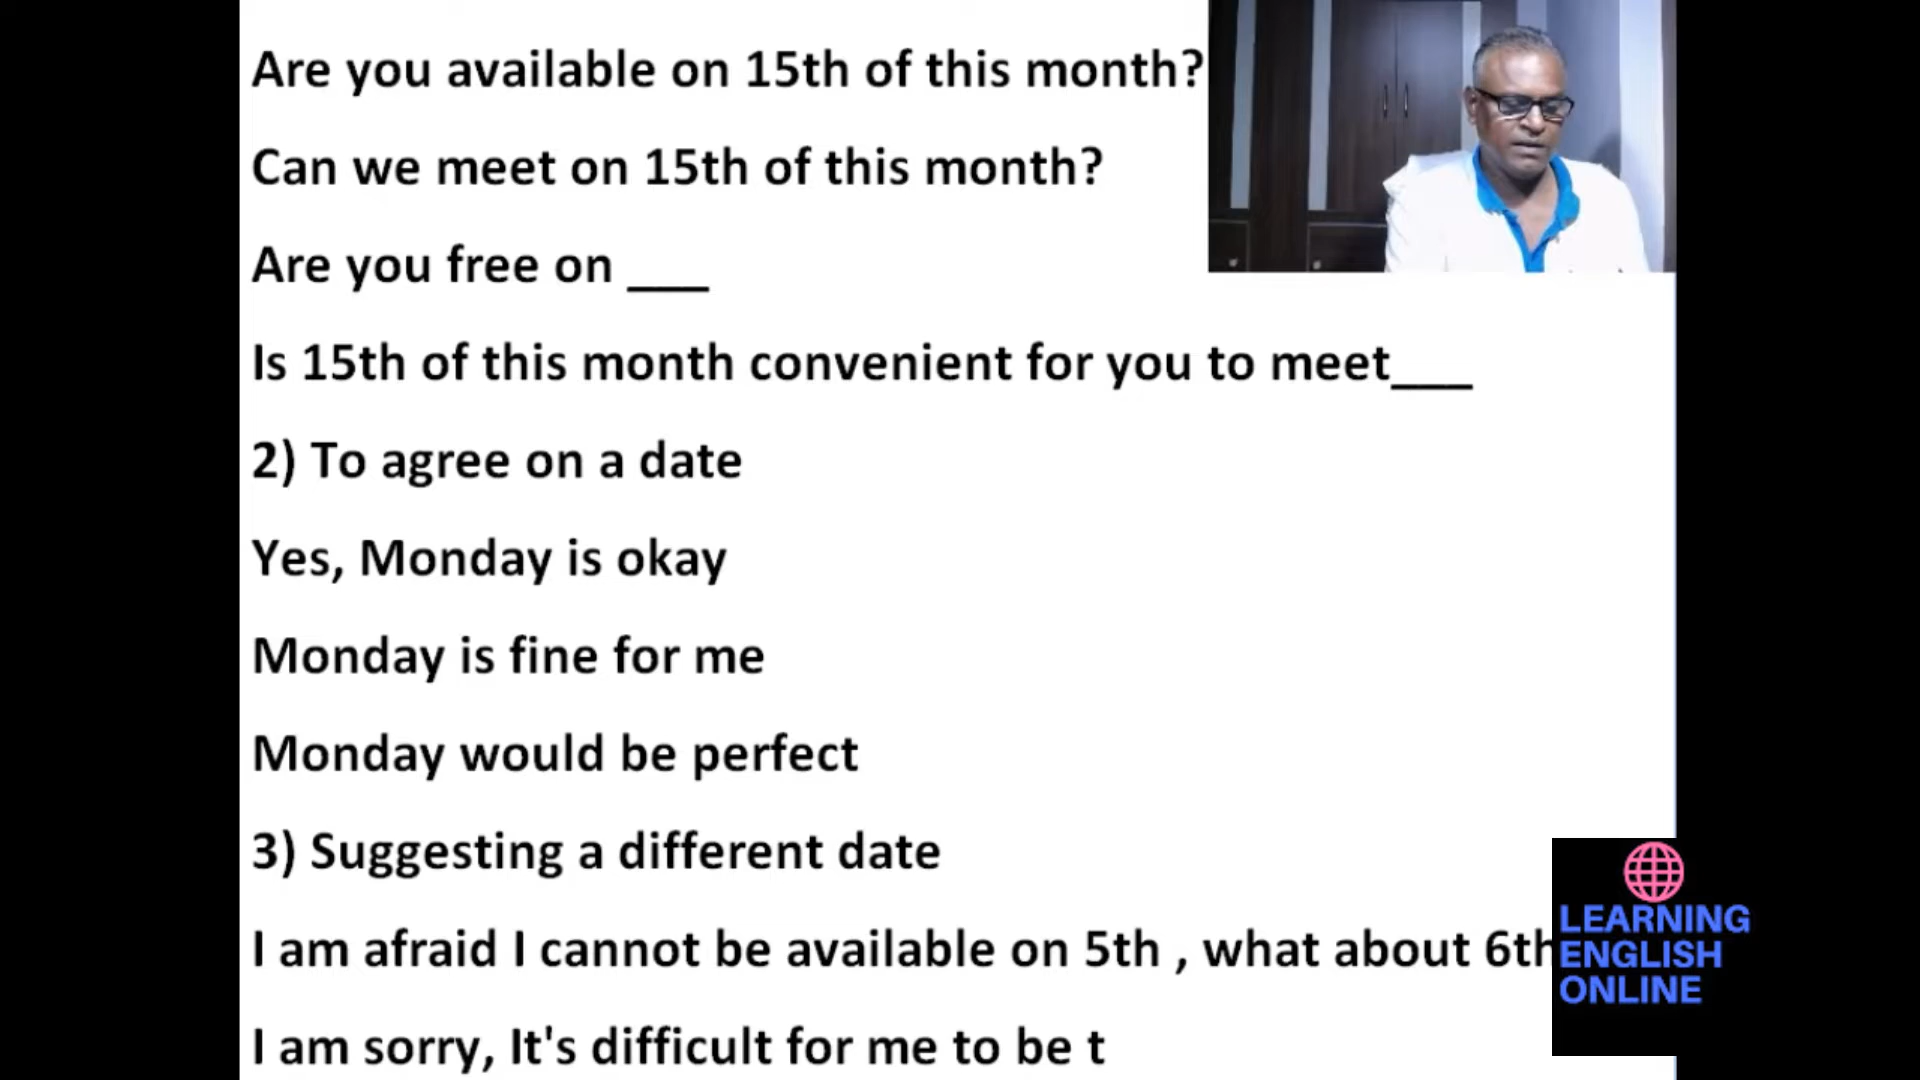 Are you available on 15th of this month?
Can we meet on 15th of this month?
Are you free on ___
Is 15th of this month convenient for you to meet___
2) To agree on a date
Yes, Monday is okay
Monday is fine for me
Monday would be perfect
3) Suggesting a different date
I am afraid I cannot be available on 5th , what about 6th
I am sorry, It's difficult for me to be t
LEARNING
ENGLISH
ONLINE